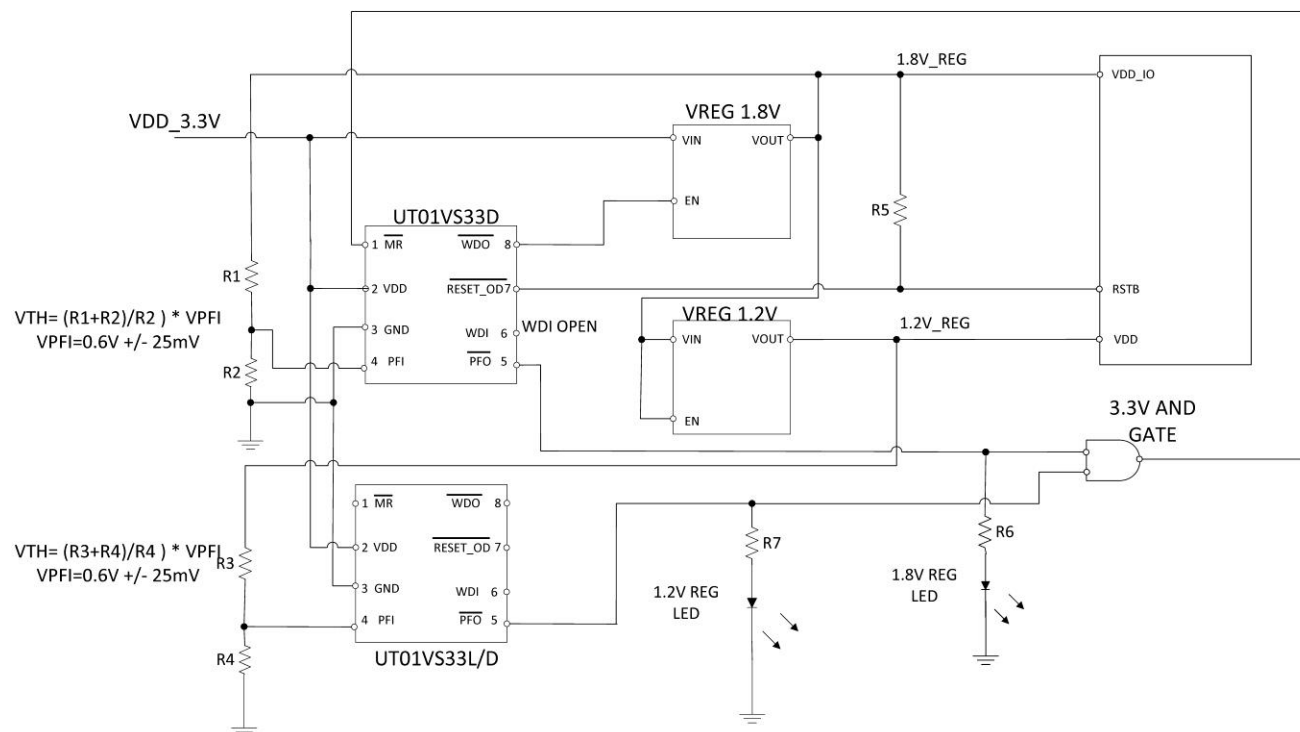 1.8V_REG
VDD_IO
VREG 1.8V
VDD_3.3V
VIN
VOUT
EN
R5
UT01VS33D
1 MR
WDO 8
R1
2 VDD
RESET_OD7
RSTB
VTH= (R1+R2)/R2 ) * VPFI
VPFI=0.6V +/- 25mV
3 GND
WDI 6
WDI OPEN
4 PFI
PFO 5
R2
VREG 1.2V
1.2V_REG
VIN
VOUT
VDD
EN
3.3V AND
GATE
1 MR
WDO 8
VTH= (R3+R4)/R4 ) * VPFI
VPFI=0.6V +/- 25mV
R3
2 VDD
RESET_OD 7
3 GND
WDI 6
4 PFI
PFO 5
R4
UT01VS33L/D
R7
1.2V REG
LED
R6
1.8V REG
LED